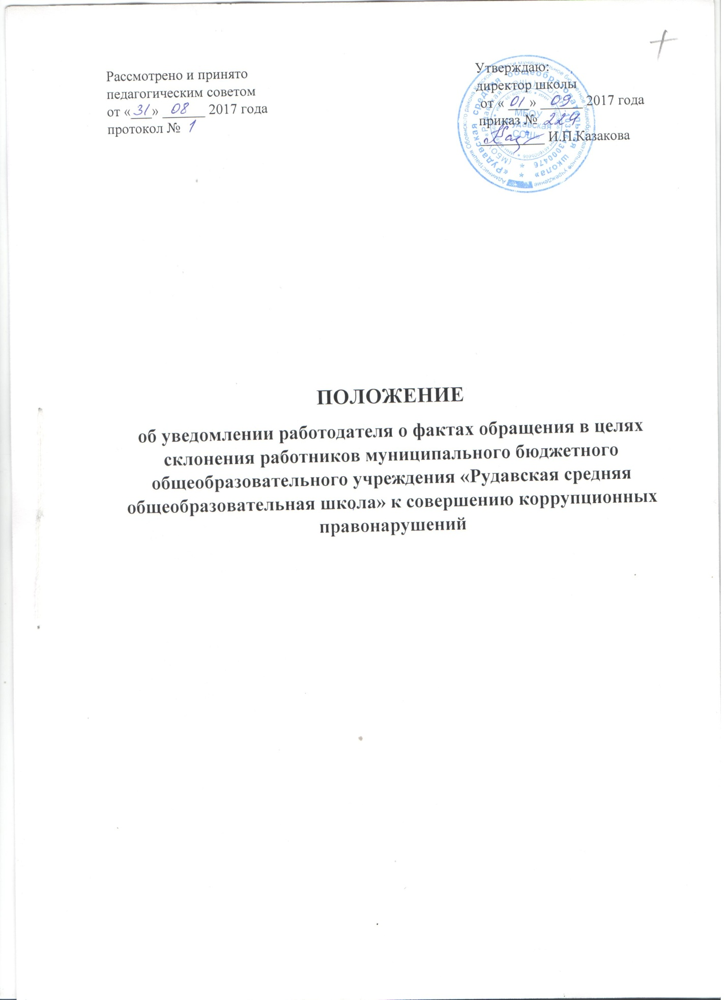 Рассмотрено и принято
педагогическим советом
от «31» 08 2017 года
протокол № 1
Утверждаю:
директор школы
от « 01 » 09 2017 года
приказ № 224
И.П.Казакова
МБОУ
«Рудавская
СОШ»
ПОЛОЖЕНИЕ
об уведомлении работодателя о фактах обращения в целях
склонения работников муниципального бюджетного
общеобразовательного учреждения «Рудавская средняя
общеобразовательная школа» к совершению коррупционных
правонарушений